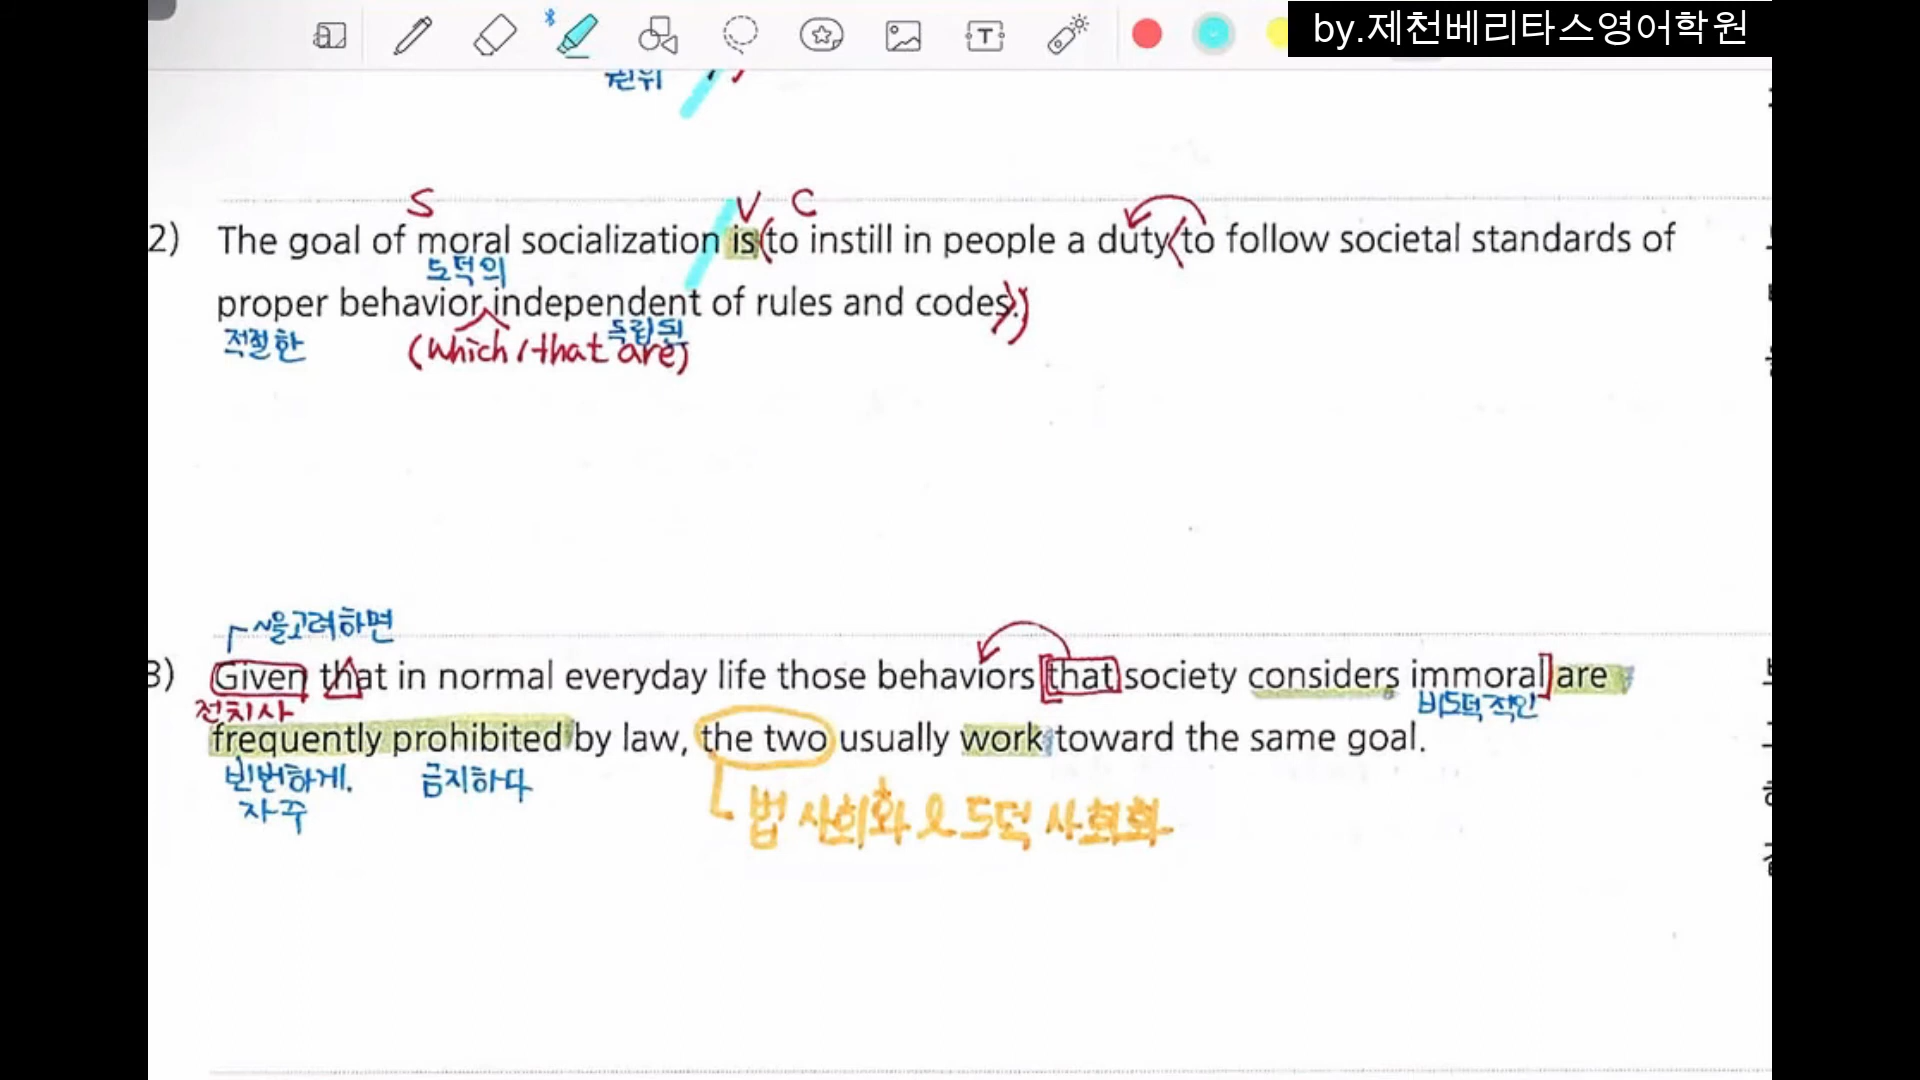 by.제천베리타스영어학원
S V C
2) The goal of moral socialization is (to instill in people a duty (to follow societal standards of
도덕의
proper behavior independent of rules and codes.))
적절한 (which / that are) 독립된
~을 고려하면
3) Given that in normal everyday life those behaviors [that society considers immoral] are
전치사 비도덕적인
frequently prohibited by law, the two usually work toward the same goal.
빈번하게. 금지하다
자주
법 사회화 & 도덕 사회화